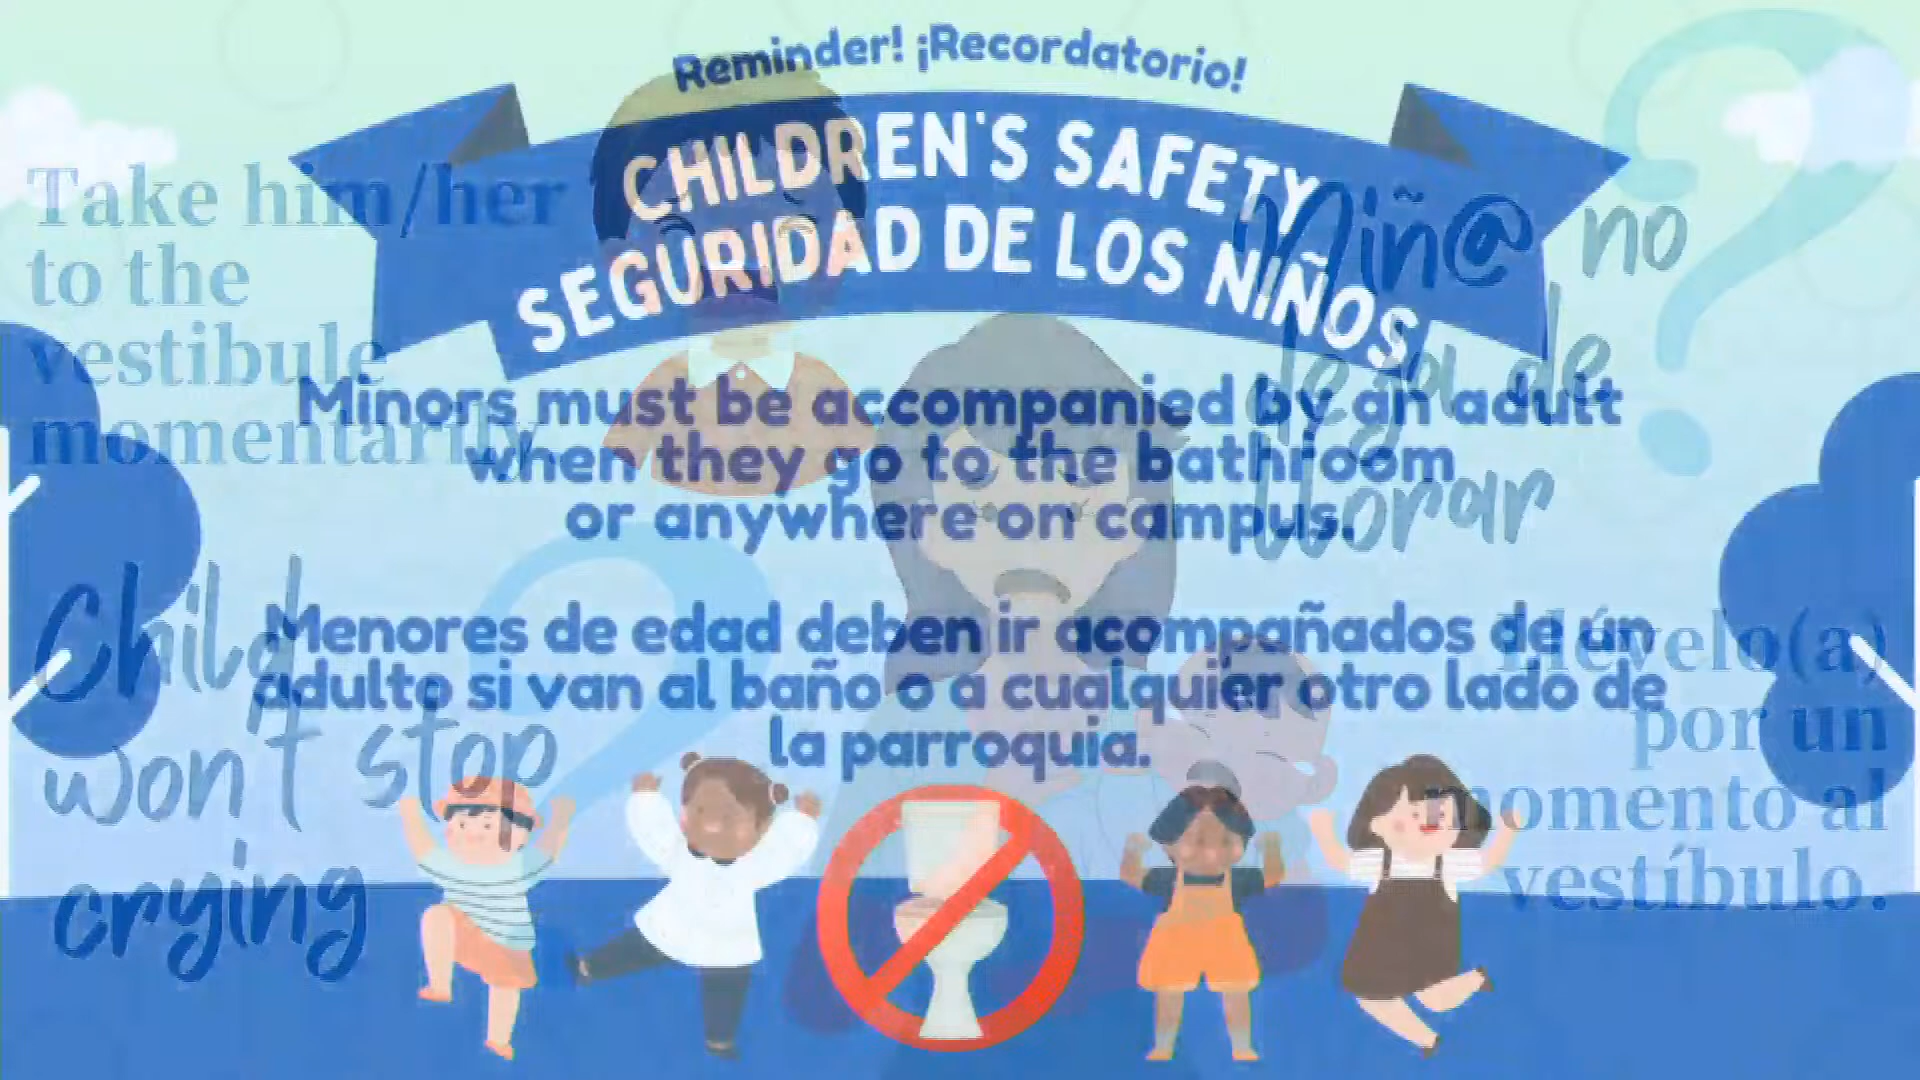 Reminder! ¡Recordatorio!
CHILDREN'S SAFETY
SEGURIDAD DE LOS NIÑOS
Minors must be accompanied by an adult
when they go to the bathroom
or anywhere on campus.
Menores de edad deben ir acompañados de un
adulto si van al baño o a cualquier otro lado de
la parroquia.
Take him/her
to the
vestibule
momentarily
Child
won't stop
crying
Niñ@ no
deja de
llorar
Llévelo(a)
por un
momento al
vestíbulo.